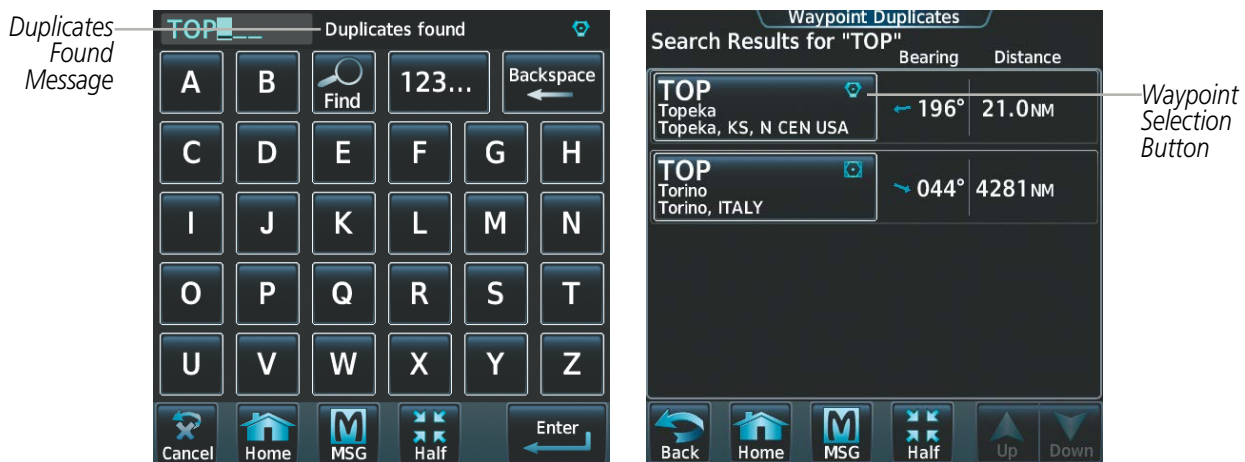 Duplicates
Found
Message
TOP___ Duplicates found
A B Find 123... Backspace
C D E F G H
I J K L M N
O P Q R S T
U V W X Y Z
Cancel Home MSG Half Enter
Waypoint Duplicates
Search Results for "TOP"
Bearing Distance
TOP
Topeka
Topeka, KS, N CEN USA
196° 21.0NM
TOP
Torino
Torino, ITALY
044° 4281NM
Back Home MSG Half Up Down
Waypoint
Selection
Button